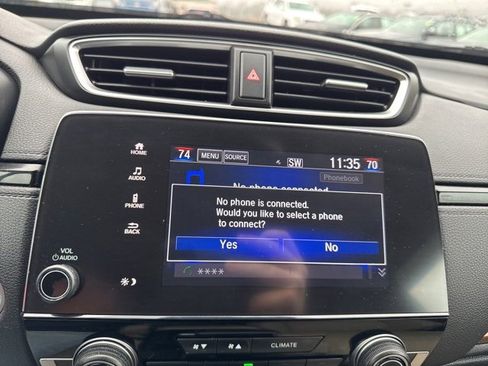 74 MENU SOURCE SW 11:35 70
HOME
Phonebook
AUDIO
No phone connected
No phone is connected.
Would you like to select a phone
to connect?
PHONE
BACK
Yes No
VOL
AUDIO
****
CLIMATE